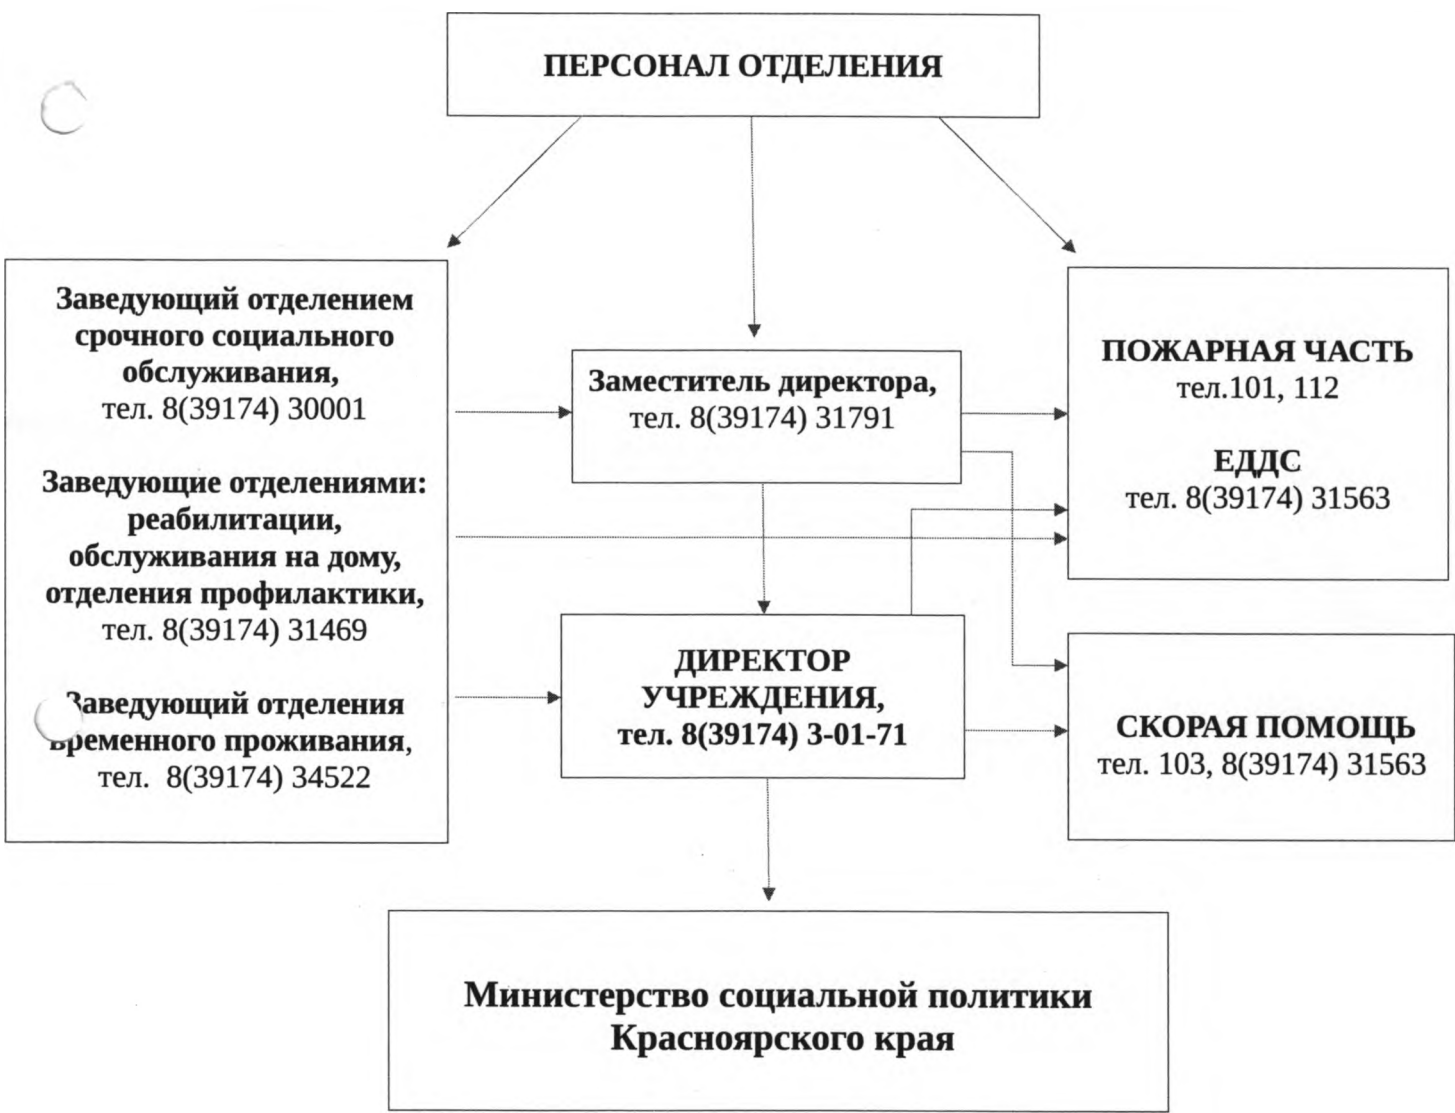 ПЕРСОНАЛ ОТДЕЛЕНИЯ
Заведующий отделением
срочного социального
обслуживания,
тел. 8(39174) 30001
Заведующие отделениями:
реабилитации,
обслуживания на дому,
отделения профилактики,
тел. 8(39174) 31469
Заведующий отделения
временного проживания,
тел. 8(39174) 34522
Заместитель директора,
тел. 8(39174) 31791
ДИРЕКТОР
УЧРЕЖДЕНИЯ,
тел. 8(39174) 3-01-71
ПОЖАРНАЯ ЧАСТЬ
тел.101, 112
ЕДДС
тел. 8(39174) 31563
СКОРАЯ ПОМОЩЬ
тел. 103, 8(39174) 31563
Министерство социальной политики
Красноярского края